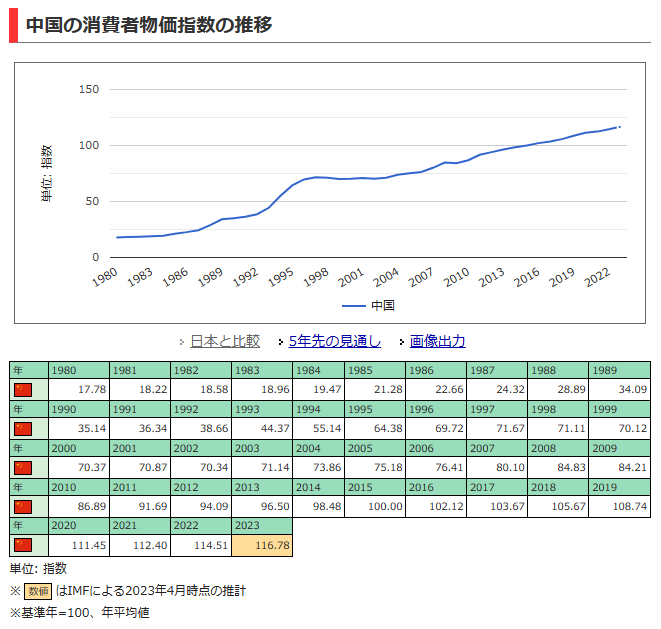 中国の消費者物価指数の推移
150
100
50
0
単位: 指数
1980 1983 1986 1989 1992 1995 1998 2001 2004 2007 2010 2013 2016 2019 2022
中国
日本と比較 5年先の見通し 画像出力
年 1980 1981 1982 1983 1984 1985 1986 1987 1988 1989
17.78 18.22 18.58 18.96 19.47 21.28 22.66 24.32 28.89 34.09
年 1990 1991 1992 1993 1994 1995 1996 1997 1998 1999
35.14 36.34 38.66 44.37 55.14 64.38 69.72 71.67 71.11 70.12
年 2000 2001 2002 2003 2004 2005 2006 2007 2008 2009
70.37 70.87 70.34 71.14 73.86 75.18 76.41 80.10 84.83 84.21
年 2010 2011 2012 2013 2014 2015 2016 2017 2018 2019
86.89 91.69 94.09 96.50 98.48 100.00 102.12 103.67 105.67 108.74
年 2020 2021 2022 2023
111.45 112.40 114.51 116.78
単位: 指数
※ 数値 はIMFによる2023年4月時点の推計
※基準年=100、年平均値